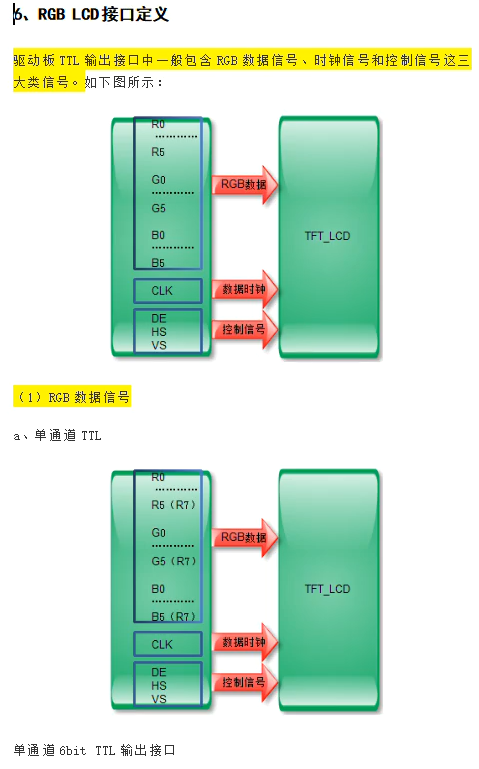 6、RGB LCD接口定义
驱动板 TTL 输出接口中一般包含 RGB 数据信号、时钟信号和控制信号这三
大类信号。如下图所示：
R0
…………
R5
G0
…………
G5
B0
…………
B5
CLK
DE
HS
VS
RGB数据
数据时钟
控制信号
TFT_LCD
（1）RGB 数据信号
a、单通道 TTL
R0
…………
R5（R7）
G0
…………
G5（R7）
B0
…………
B5（R7）
CLK
DE
HS
VS
RGB数据
数据时钟
控制信号
TFT_LCD
单通道 6bit TTL 输出接口